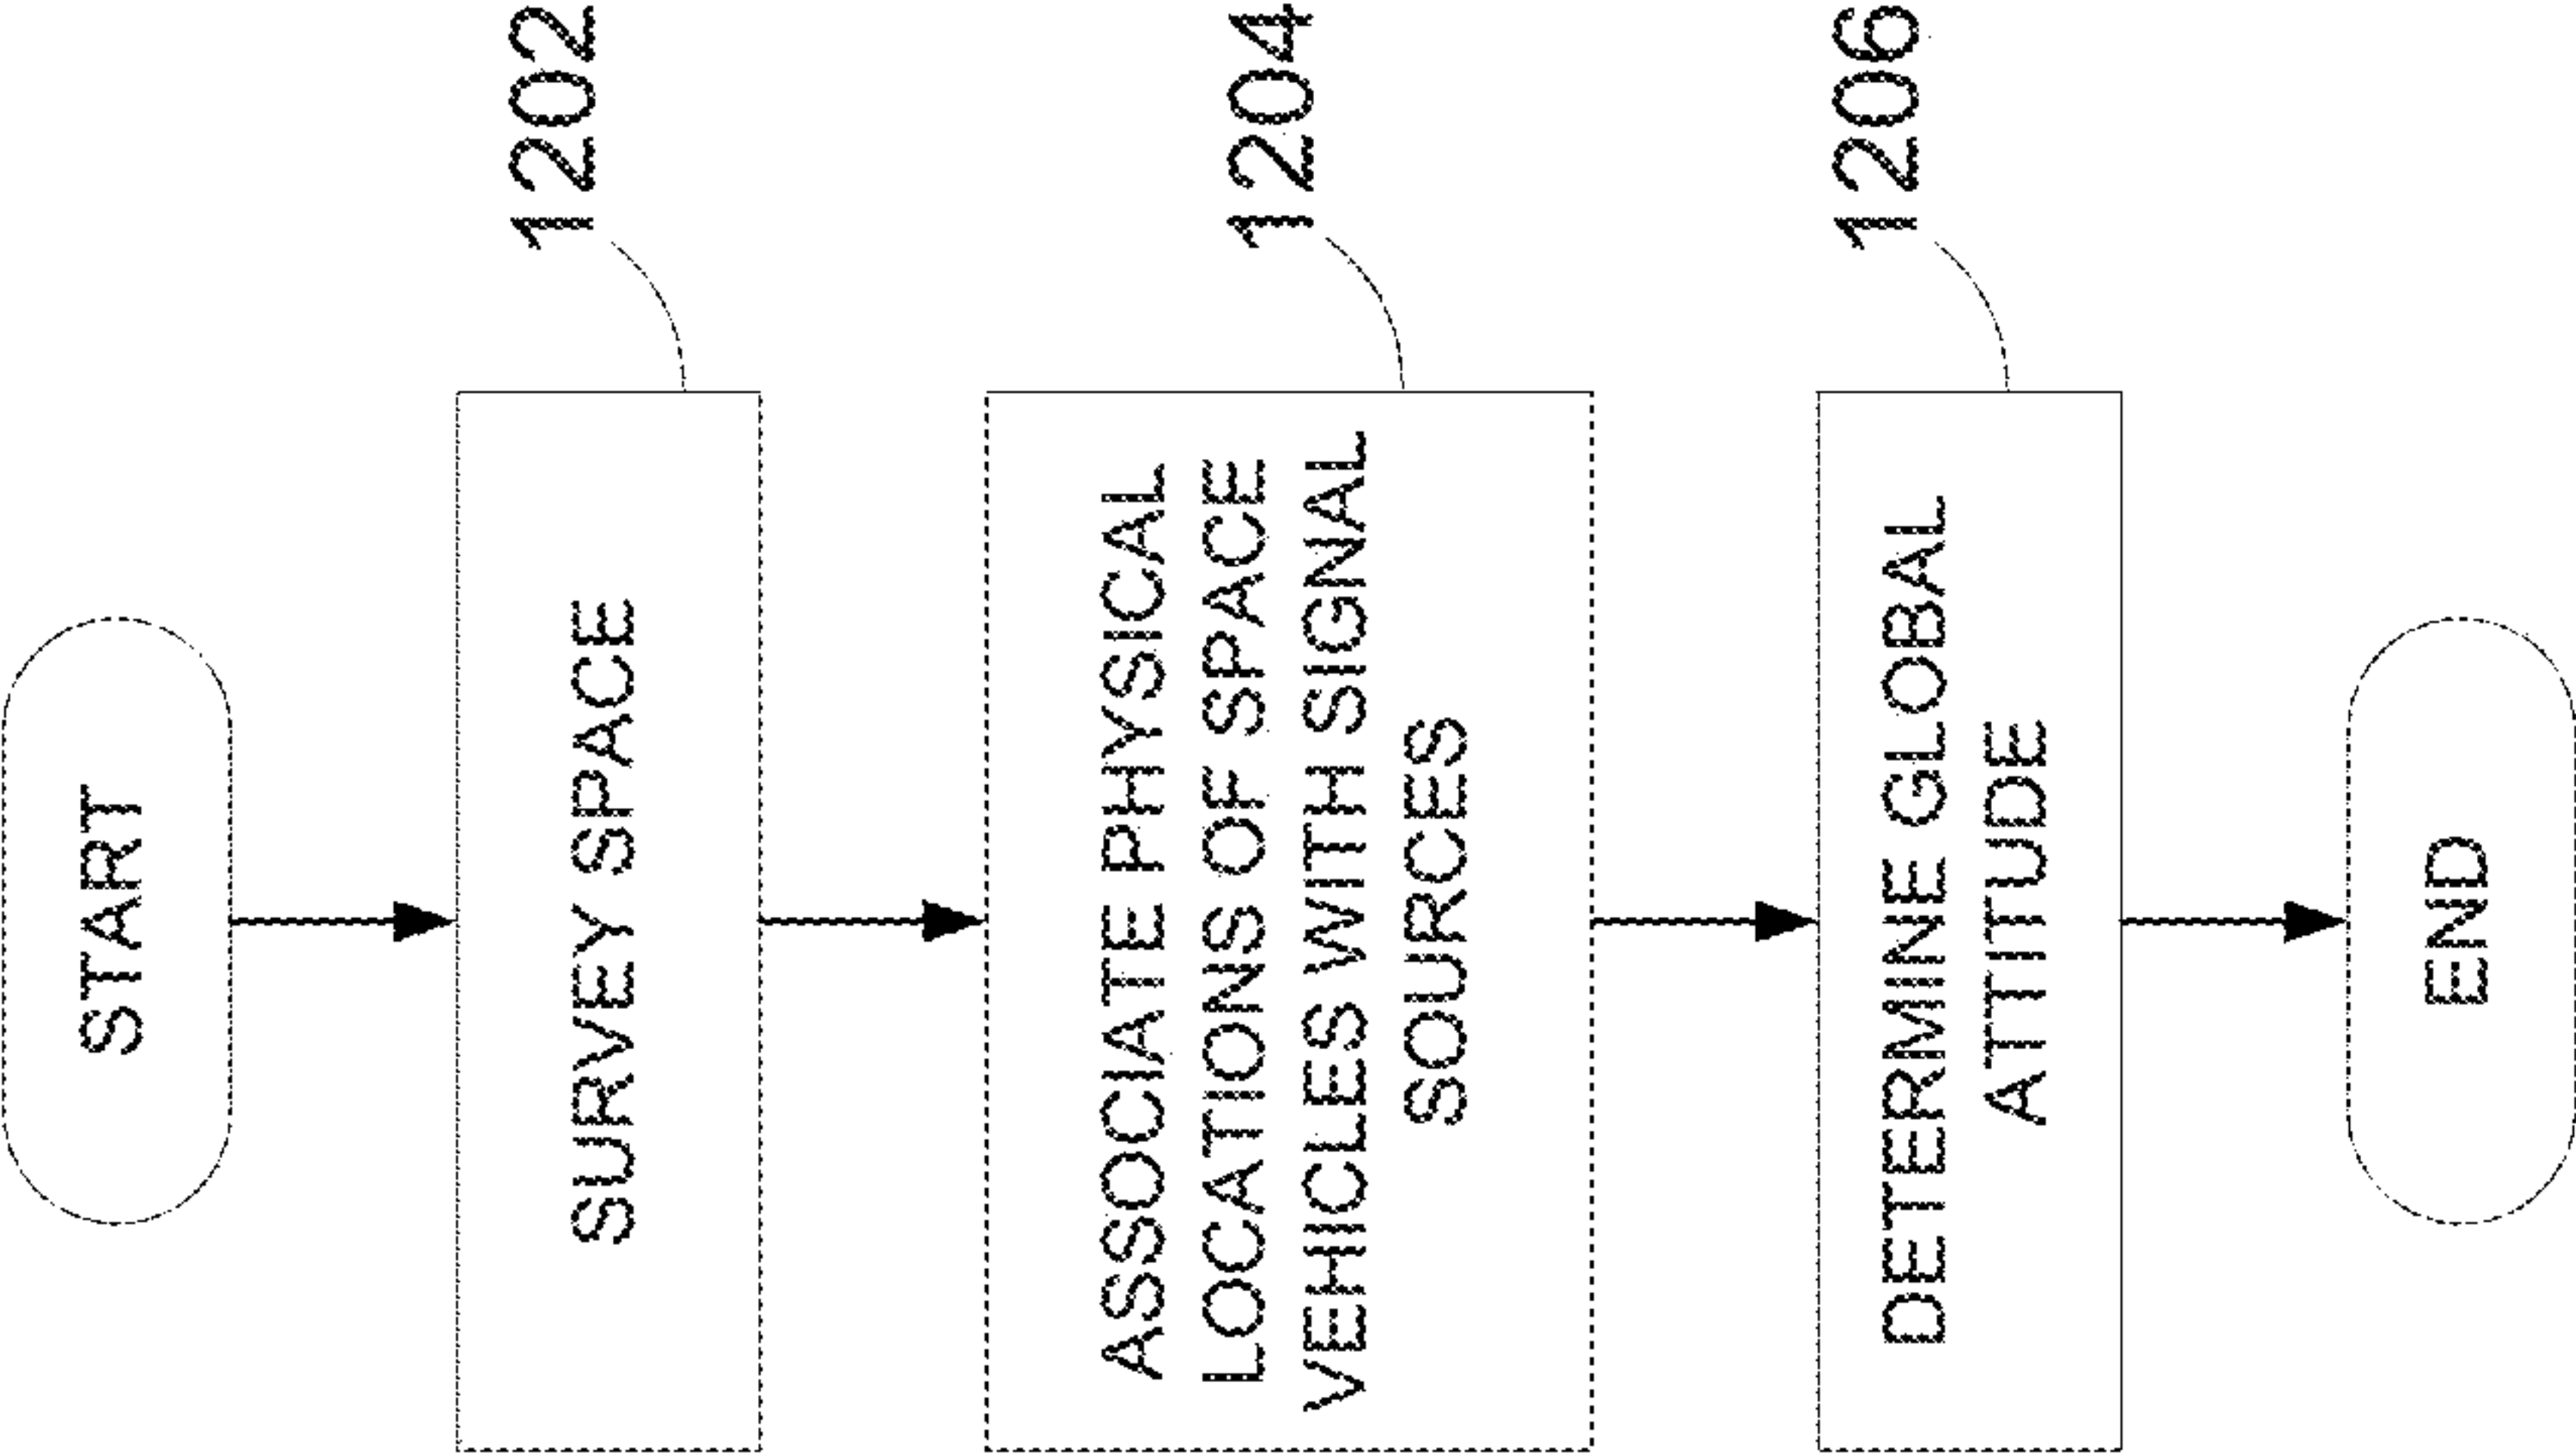 START
SURVEY SPACE
1202
ASSOCIATE PHYSICAL
LOCATIONS OF SPACE
VEHICLES WITH SIGNAL
SOURCES
1204
DETERMINE GLOBAL
ATTITUDE
1206
END